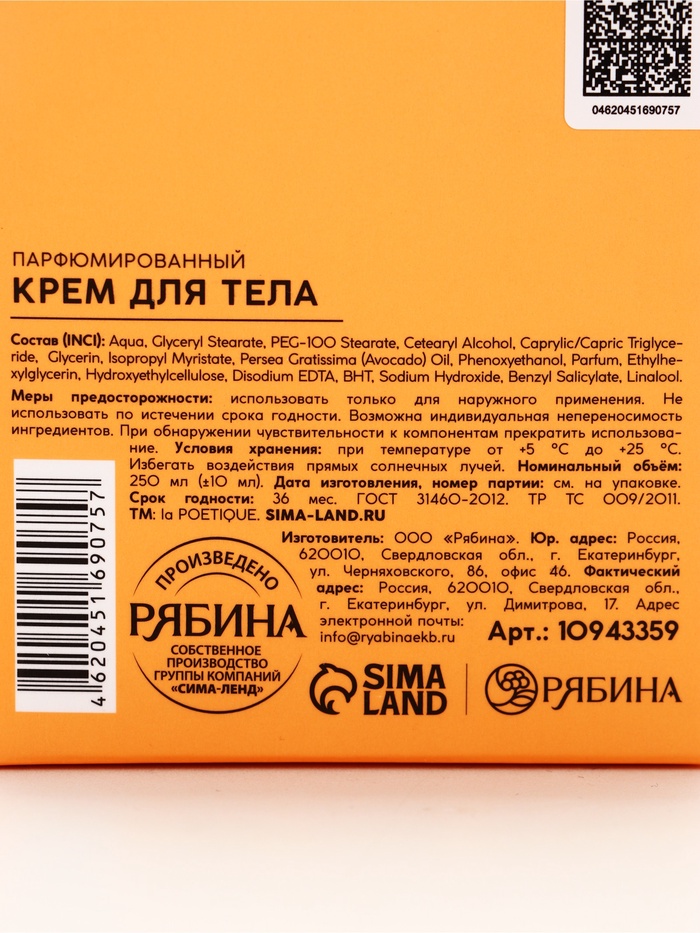 04620451690757
ПАРФЮМИРОВАННЫЙ
КРЕМ ДЛЯ ТЕЛА
Состав (INCI): Aqua, Glyceryl Stearate, PEG-100 Stearate, Cetearyl Alcohol, Caprylic/Capric Triglyce-
ride, Glycerin, Isopropyl Myristate, Persea Gratissima (Avocado) Oil, Phenoxyethanol, Parfum, Ethylhe-
xylglycerin, Hydroxyethylcellulose, Disodium EDTA, BHT, Sodium Hydroxide, Benzyl Salicylate, Linalool.
Меры предосторожности: использовать только для наружного применения. Не
использовать по истечении срока годности. Возможна индивидуальная непереносимость
ингредиентов. При обнаружении чувствительности к компонентам прекратить использова-
ние. Условия хранения: при температуре от +5 °C до +25 °C.
Избегать воздействия прямых солнечных лучей. Номинальный объём:
250 мл (±10 мл). Дата изготовления, номер партии: см. на упаковке.
Срок годности: 36 мес. ГОСТ 31460-2012. ТР ТС 009/2011.
ТМ: la POETIQUE. SIMA-LAND.RU
Изготовитель: ООО «Рябина». Юр. адрес: Россия,
620010, Свердловская обл., г. Екатеринбург,
ул. Черняховского, 86, офис 46. Фактический
адрес: Россия, 620010, Свердловская обл.,
г. Екатеринбург, ул. Димитрова, 17. Адрес
электронной почты:
info@ryabinaekb.ru
Арт.: 10943359
4 620451 690757
ПРОИЗВЕДЕНО
РЯБИНА
СОБСТВЕННОЕ
ПРОИЗВОДСТВО
ГРУППЫ КОМПАНИЙ
«СИМА-ЛЕНД»
SIMA
LAND
РЯБИНА